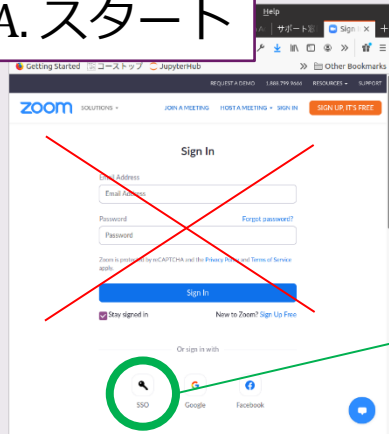 A. スタート
Help
サポート
Sign
Getting Started
コーストップ
JupyterHub
Other Bookmarks
REQUEST A DEMO
1.888.799.9666
RESOURCES
SUPPORT
zoom
SOLUTIONS
JOIN A MEETING
HOST A MEETING
SIGN IN
SIGN UP, IT'S FREE
Sign In
Email Address
Email Address
Password
Forgot password?
Password
Zoom is protected by reCAPTCHA and the Privacy Policy and Terms of Service
apply.
Sign In
Stay signed in
New to Zoom? Sign Up Free
Or sign in with
SSO
Google
Facebook